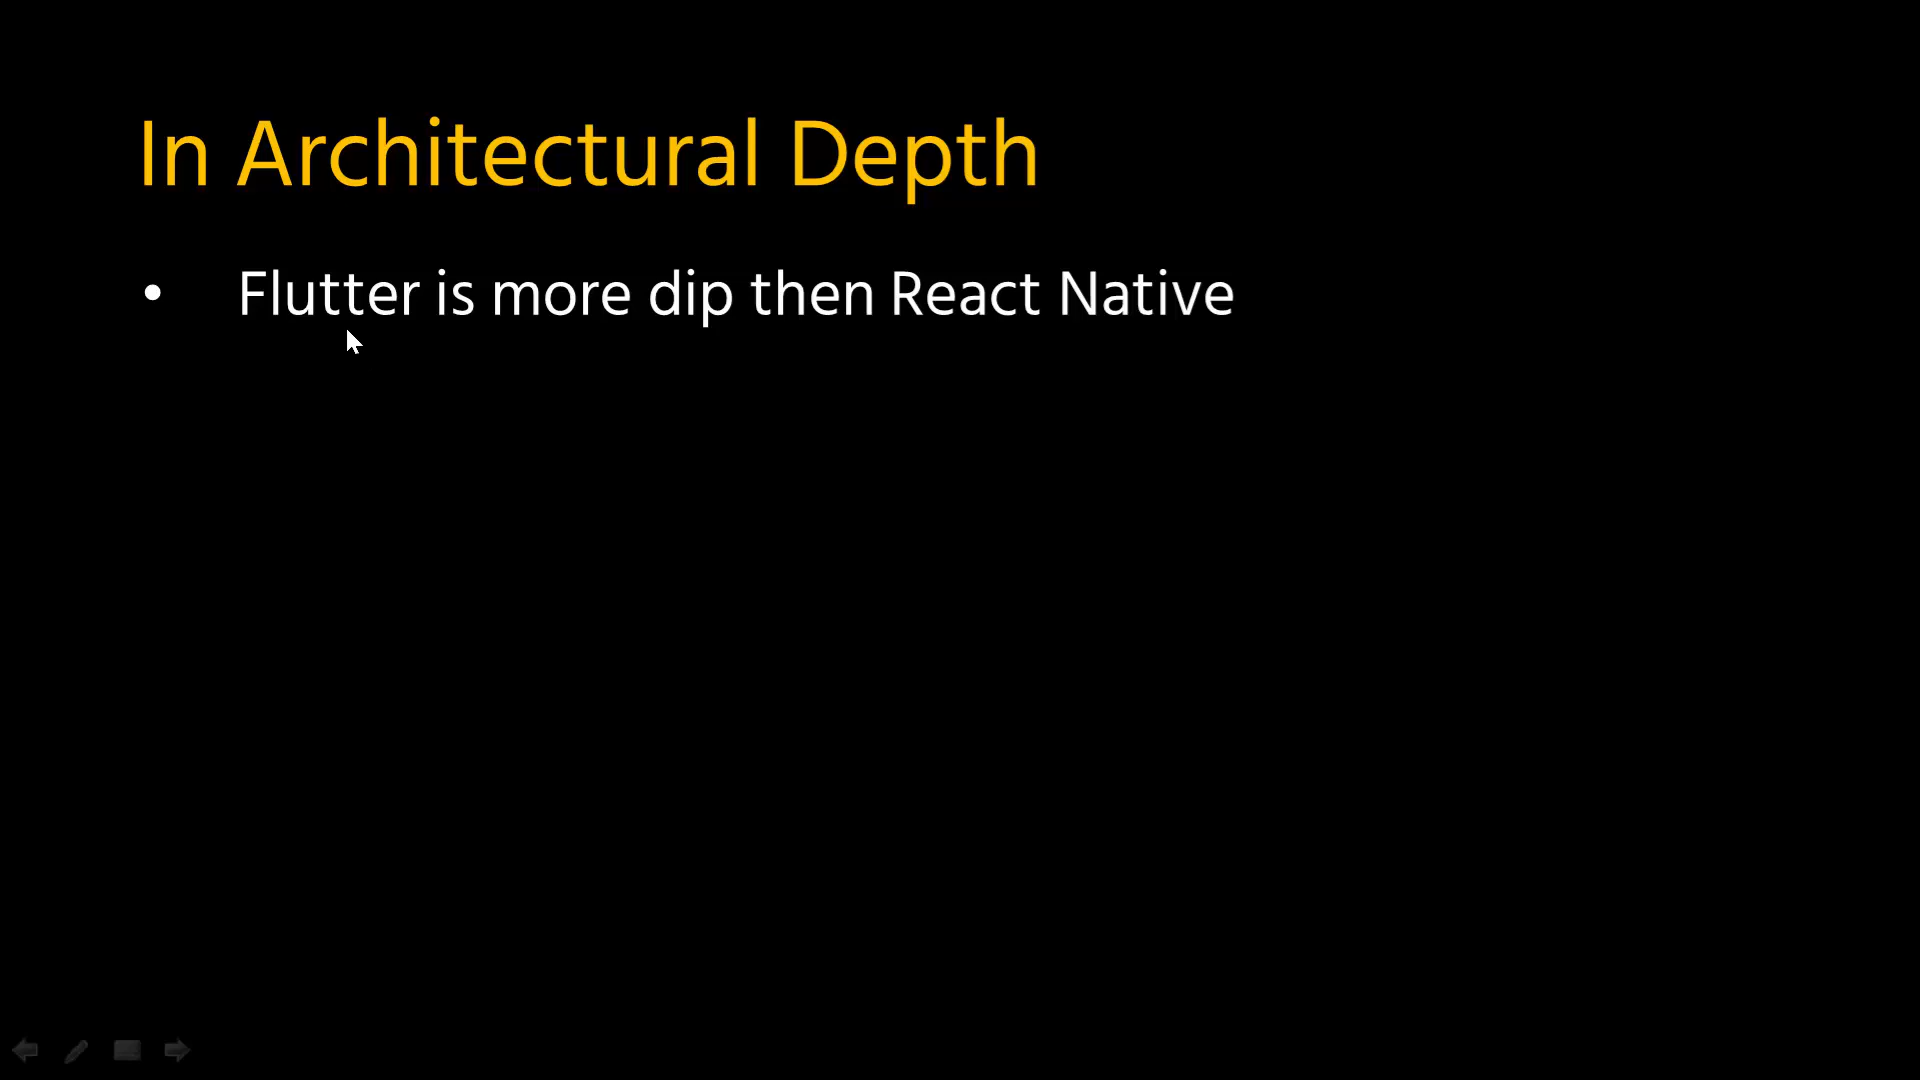 In Architectural Depth
• Flutter is more dip then React Native